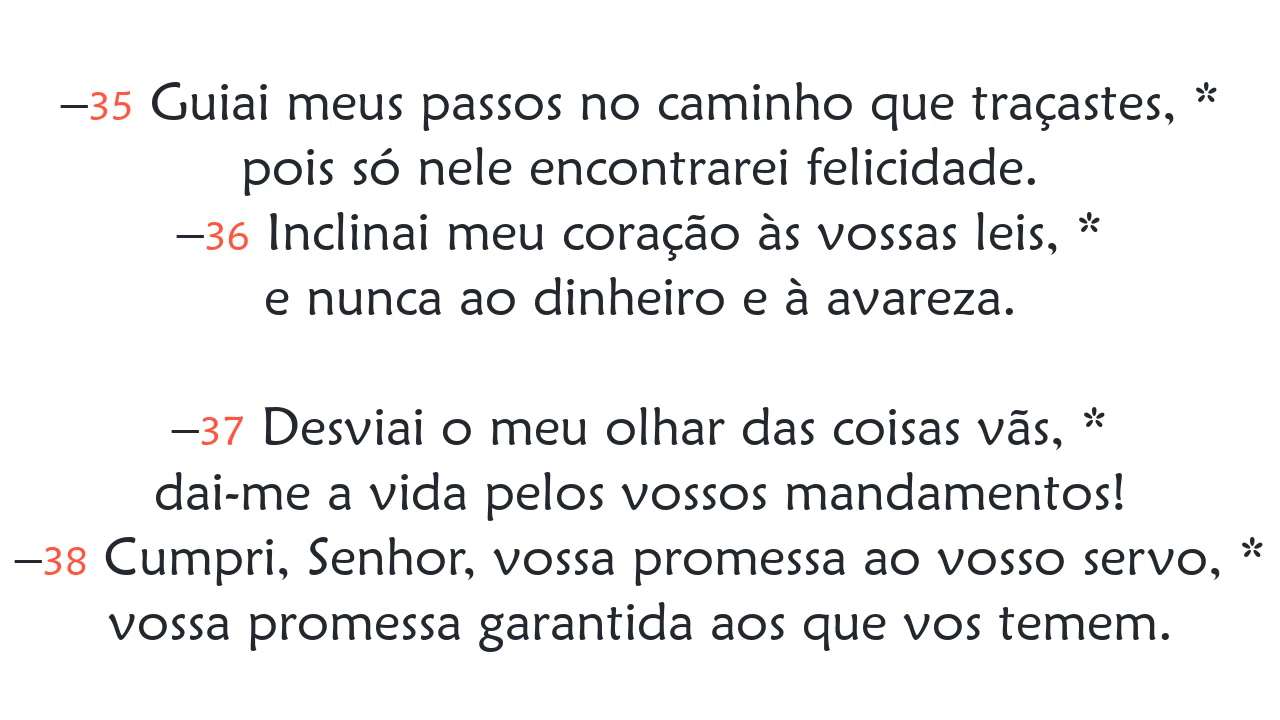 –35 Guiai meus passos no caminho que traçastes, *
pois só nele encontrarei felicidade.
–36 Inclinai meu coração às vossas leis, *
e nunca ao dinheiro e à avareza.
–37 Desviai o meu olhar das coisas vãs, *
dai-me a vida pelos vossos mandamentos!
–38 Cumpri, Senhor, vossa promessa ao vosso servo, *
vossa promessa garantida aos que vos temem.